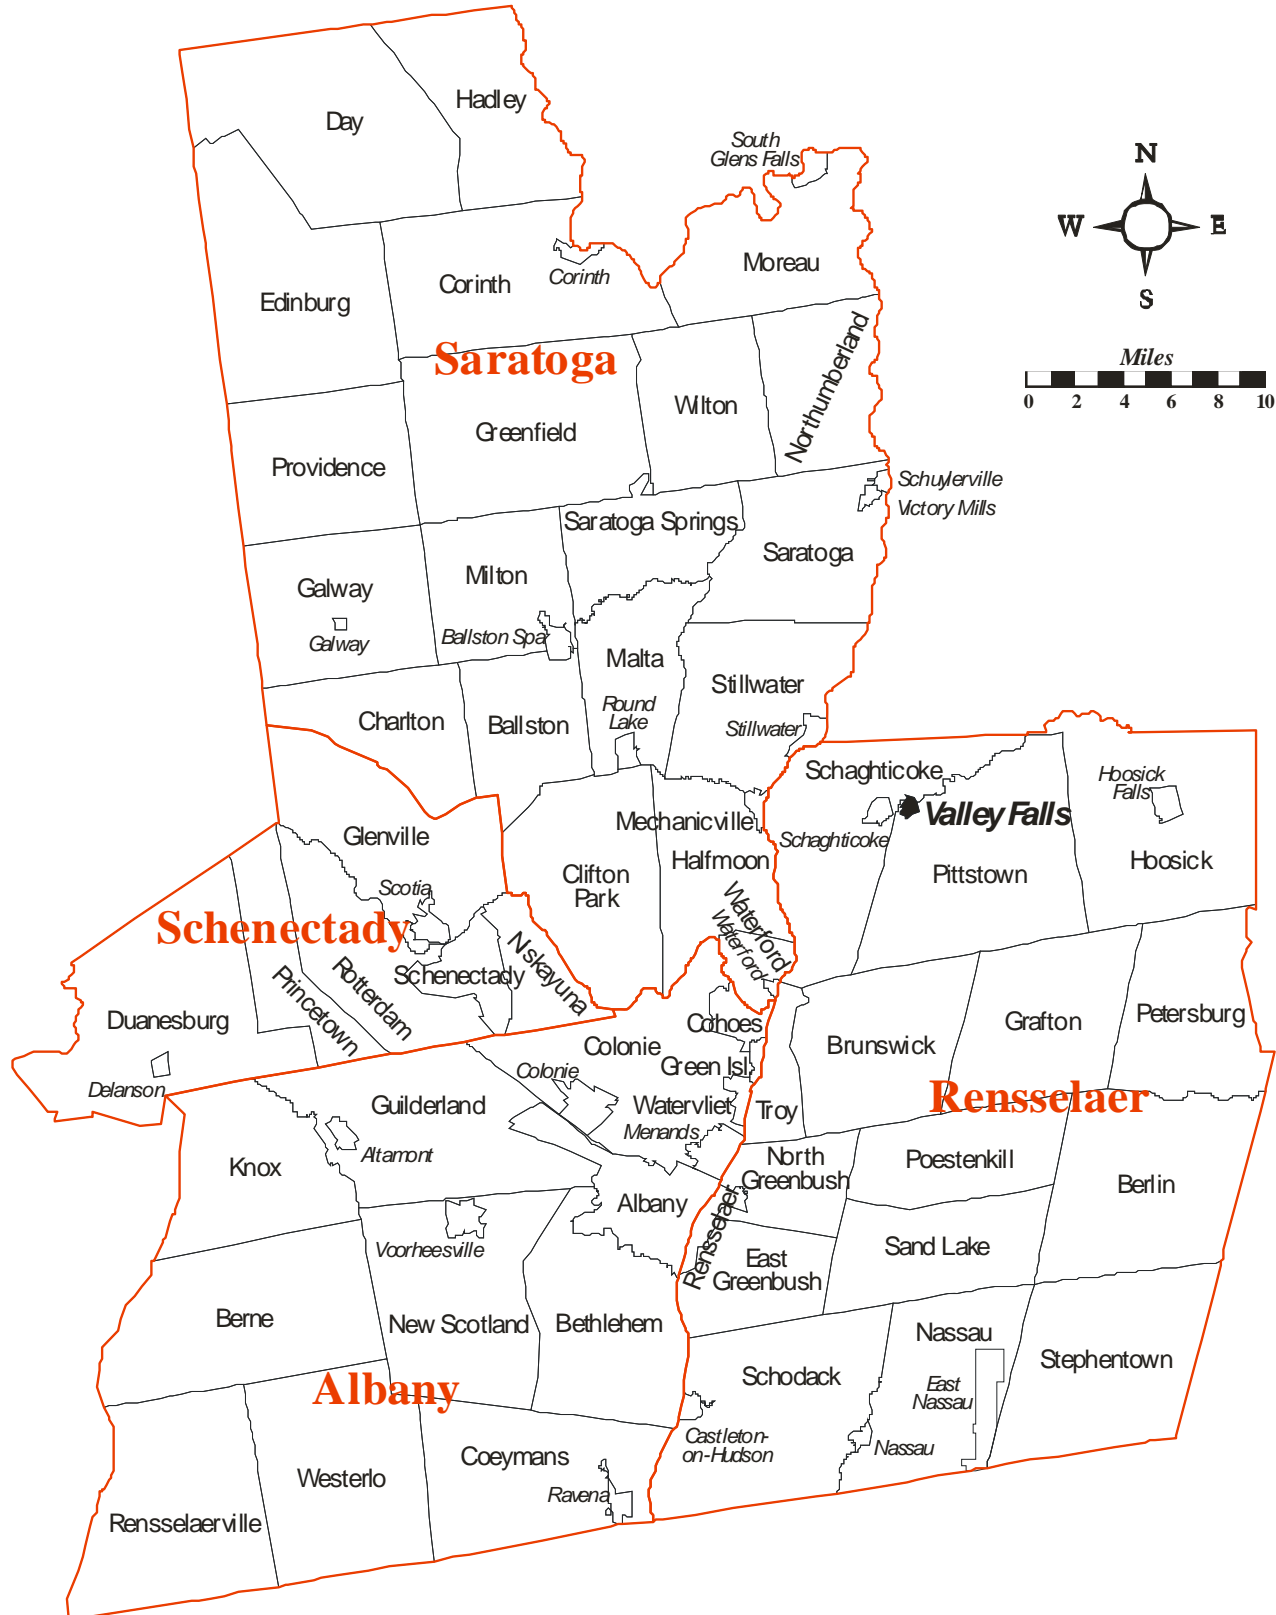 Hadley
Day
South
Glens Falls
N
W
E
S
Moreau
Corinth
Corinth
Edinburg
Saratoga
Miles
0 2 4 6 8 10
Northumberland
Wilton
Greenfield
Providence
Schuylerville
Victory Mills
Saratoga Springs
Saratoga
Milton
Galway
Galway
Ballston Spa
Malta
Stillwater
Round
Lake
Stillwater
Charlton
Ballston
Schaghticoke
Hoosick
Falls
Valley Falls
Schaghticoke
Mechanicville
Glenville
Halfmoon
Hoosick
Clifton
Park
Pittstown
Scotia
Waterford
Waterford
Schenectady
Niskayuna
Schenectady
Rotterdam
Princetown
Duanesburg
Cohoes
Petersburg
Grafton
Brunswick
Colonie
Green Isl.
Colonie
Delanson
Rensselaer
Guilderland
Watervliet
Troy
Menands
Altamont
Knox
North
Greenbush
Poestenkill
Berlin
Albany
Rensselaer
Voorheesville
Sand Lake
East
Greenbush
Berne
New Scotland
Bethlehem
Nassau
Stephentown
Schodack
Albany
East
Nassau
Castleton-
on-Hudson
Nassau
Coeymans
Westerlo
Ravena
Rensselaerville